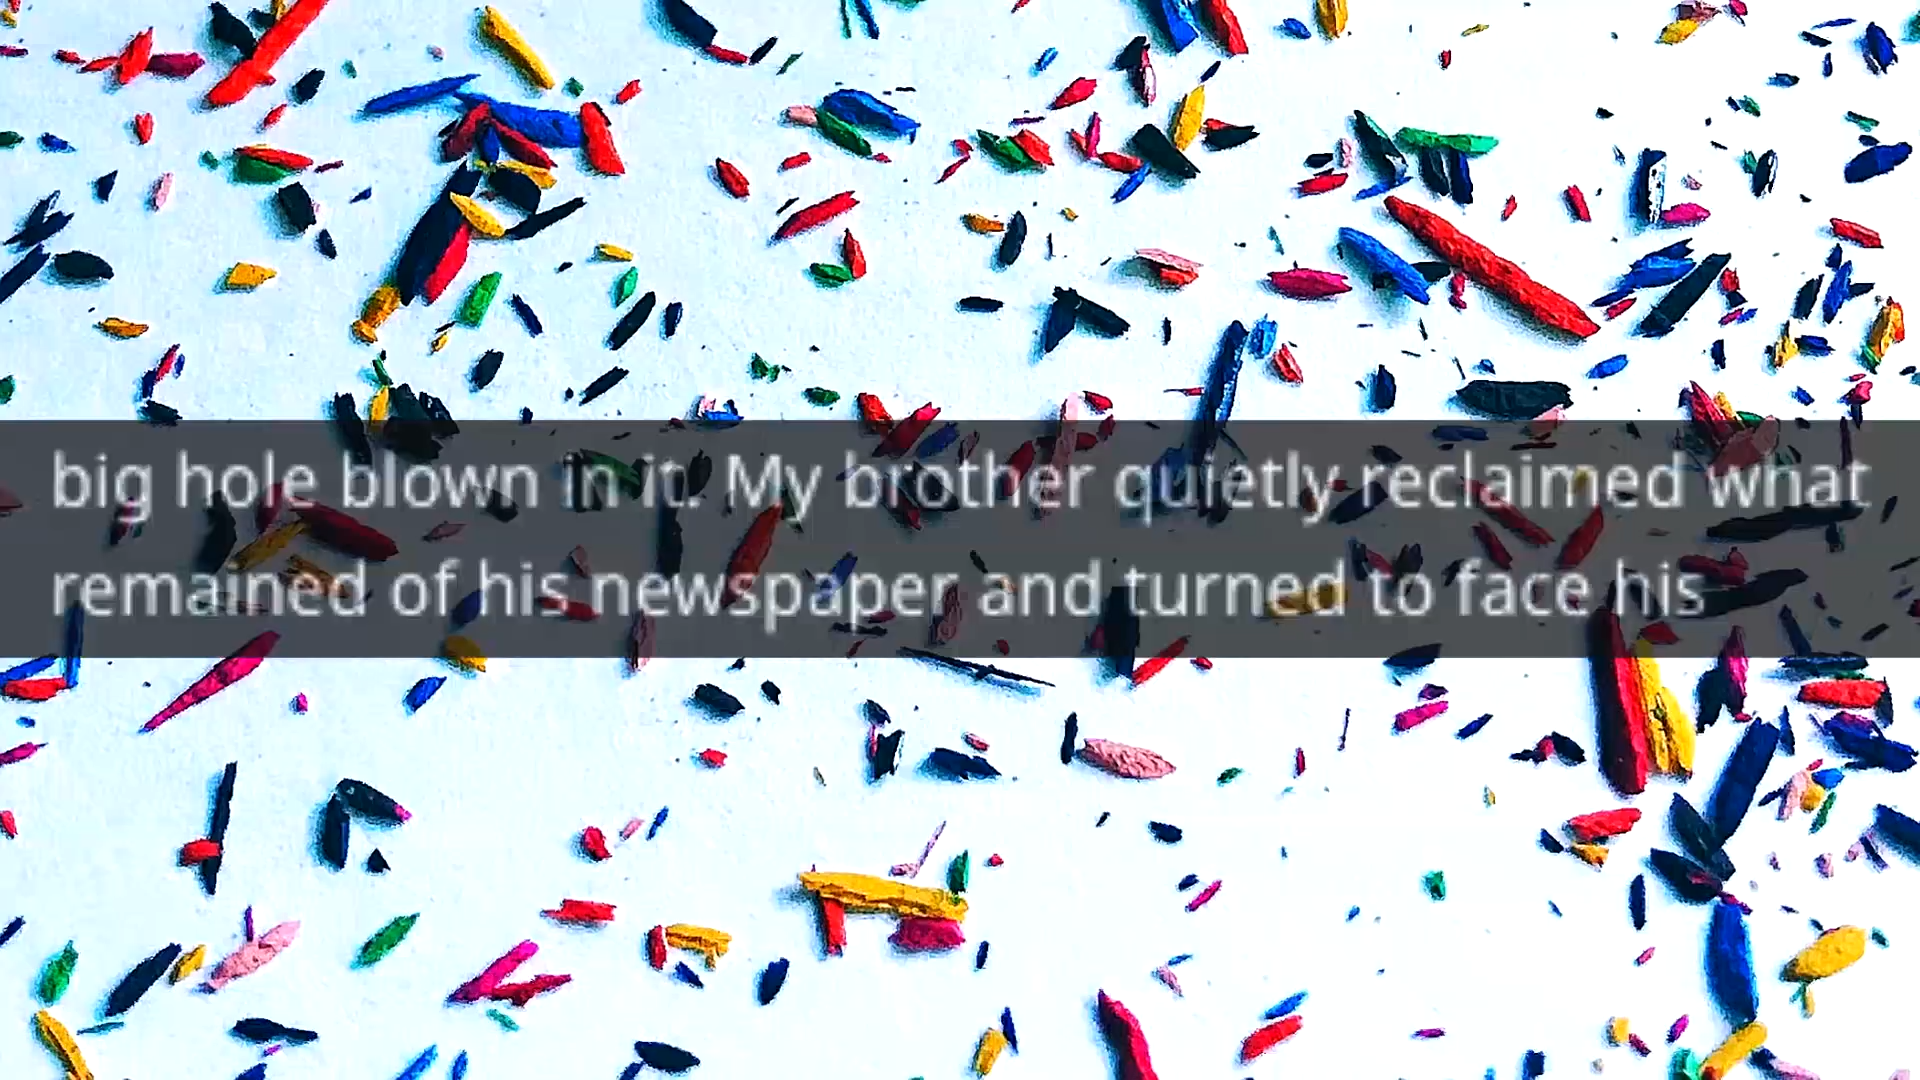 big hole blown in it. My brother quietly reclaimed what
remained of his newspaper and turned to face his